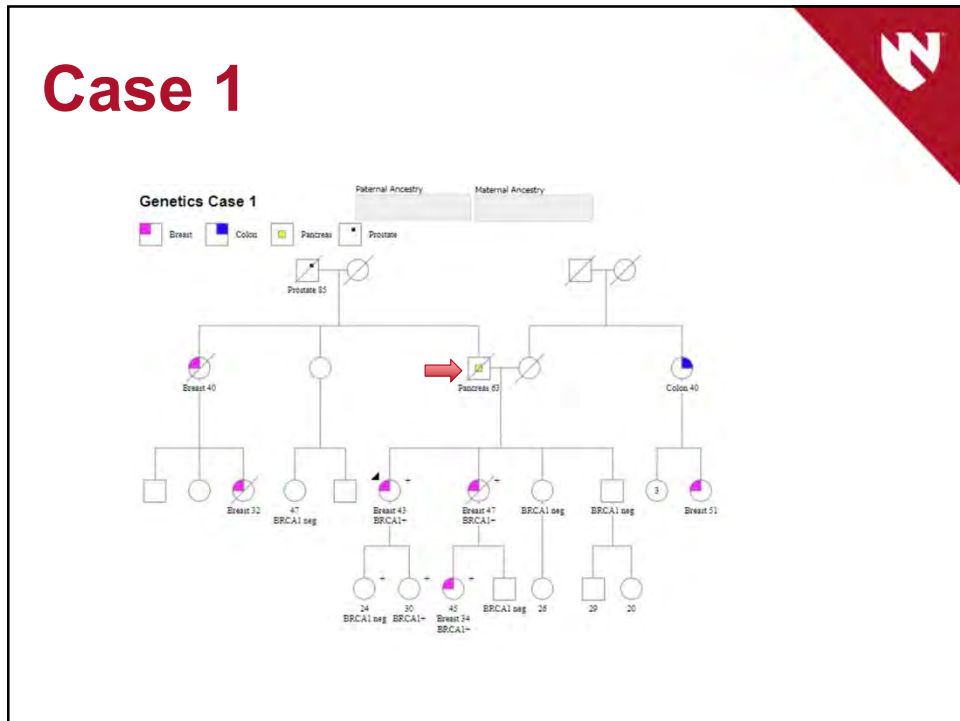 Case 1
Paternal Ancestry Maternal Ancestry
Genetics Case 1
Breast Colon Pancreas Prostate
Prostate 85
Breast 40
Pancreas 63
Colon 40
3
Breast 32
47
BRCA1 neg
Breast 43
BRCA1+
+
Breast 47
BRCA1+
+
BRCA1 neg
BRCA1 neg
Breast 51
24
BRCA1 neg
+
30
BRCA1+
+
45
Breast 34
BRCA1+
+
BRCA1 neg
26
29
20
N